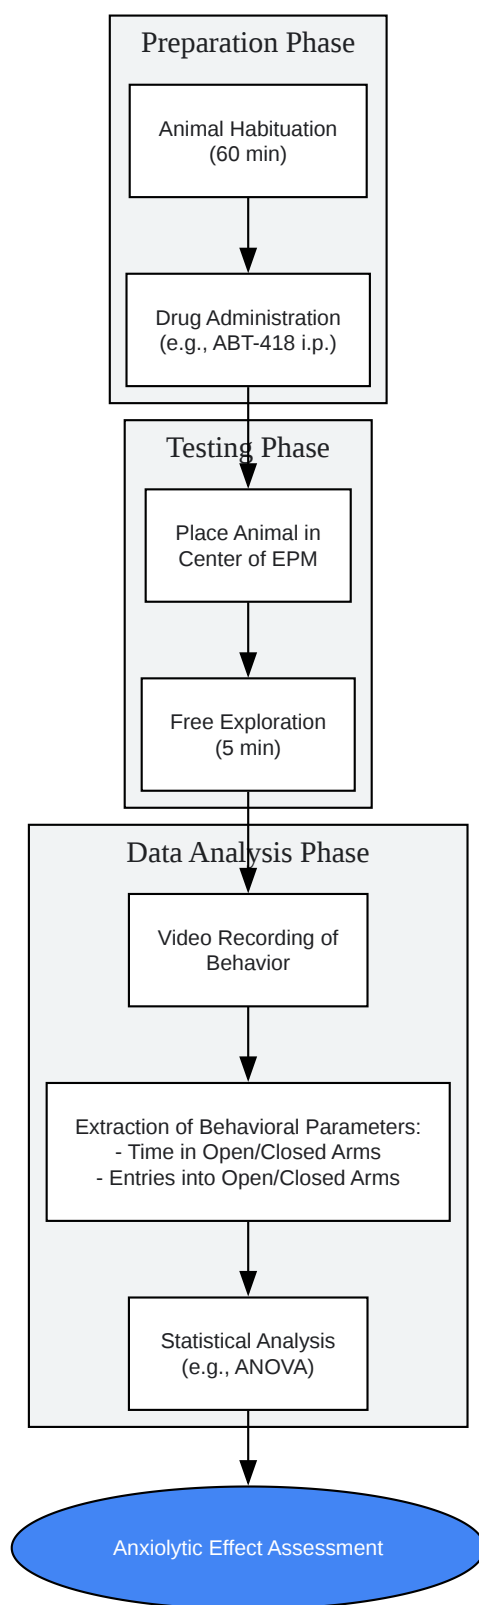 Preparation Phase
Animal Habituation
(60 min)
Drug Administration
(e.g., ABT-418 i.p.)
Testing Phase
Place Animal in
Center of EPM
Free Exploration
(5 min)
Data Analysis Phase
Video Recording of
Behavior
Extraction of Behavioral Parameters:
- Time in Open/Closed Arms
- Entries into Open/Closed Arms
Statistical Analysis
(e.g., ANOVA)
Anxiolytic Effect Assessment